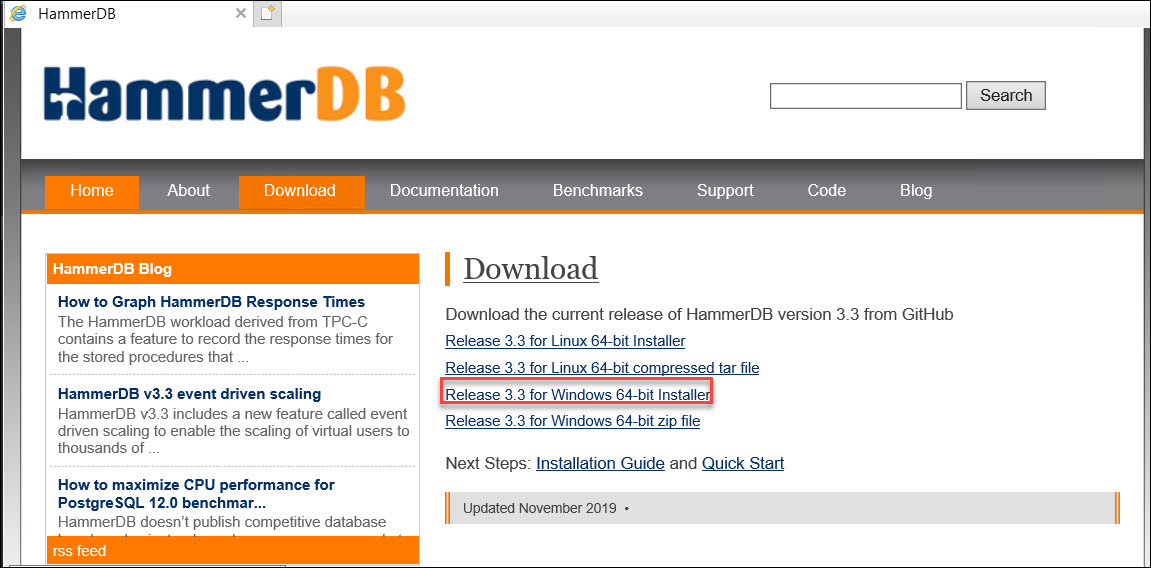 HammerDB
HammerDB
Search
Home About Download Documentation Benchmarks Support Code Blog
HammerDB Blog
How to Graph HammerDB Response Times
The HammerDB workload derived from TPC-C
contains a feature to record the response times for
the stored procedures that ...
HammerDB v3.3 event driven scaling
HammerDB v3.3 includes a new feature called event
driven scaling to enable the scaling of virtual users to
thousands of ...
How to maximize CPU performance for
PostgreSQL 12.0 benchmar...
HammerDB doesn’t publish competitive database
rss feed
Download
Download the current release of HammerDB version 3.3 from GitHub
Release 3.3 for Linux 64-bit Installer
Release 3.3 for Linux 64-bit compressed tar file
Release 3.3 for Windows 64-bit Installer
Release 3.3 for Windows 64-bit zip file
Next Steps: Installation Guide and Quick Start
Updated November 2019 •